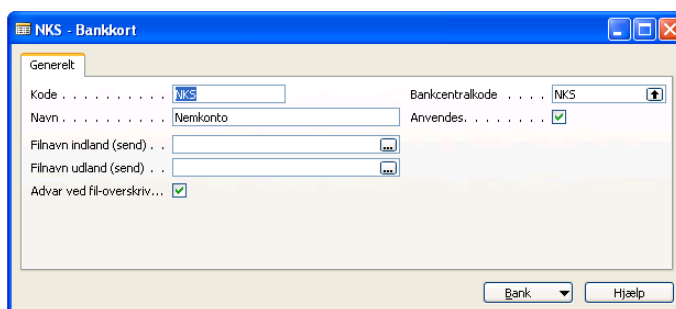 NKS - Bankkort
Generelt
Kode . . . . . . . . . . NKS
Bankcentralkode . . . . NKS
Navn . . . . . . . . . . Nemkonto
Anvendes. . . . . . . .
Filnavn indland (send) . .
Filnavn udland (send) . .
Advar ved fil-overskriv...
Bank
Hjælp